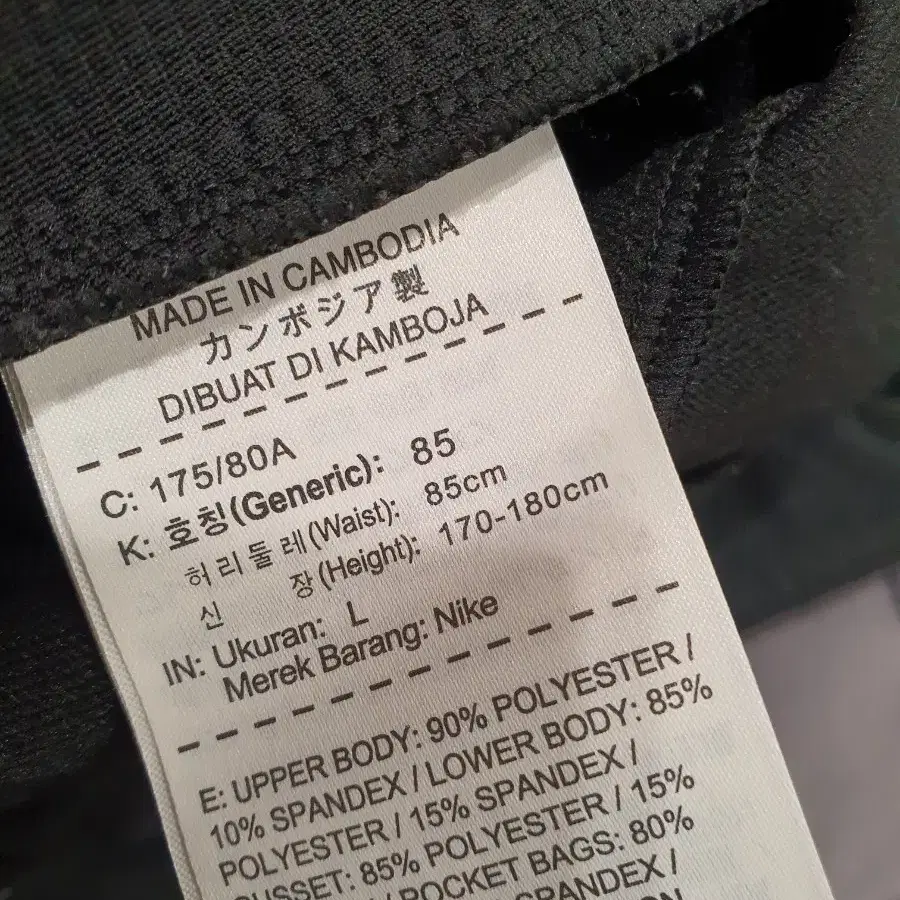 MADE IN CAMBODIA
カンボジア製
DIBUAT DI KAMBOJA
C: 175/80A
K: 호칭(Generic): 85
허리둘레(Waist): 85cm
신 장(Height): 170-180cm
IN: Ukuran: L
Merek Barang: Nike
E: UPPER BODY: 90% POLYESTER /
10% SPANDEX / LOWER BODY: 85%
POLYESTER / 15% SPANDEX /
GUSSET: 85% POLYESTER / 15%
/ POCKET BAGS: 80%
SPANDEX /